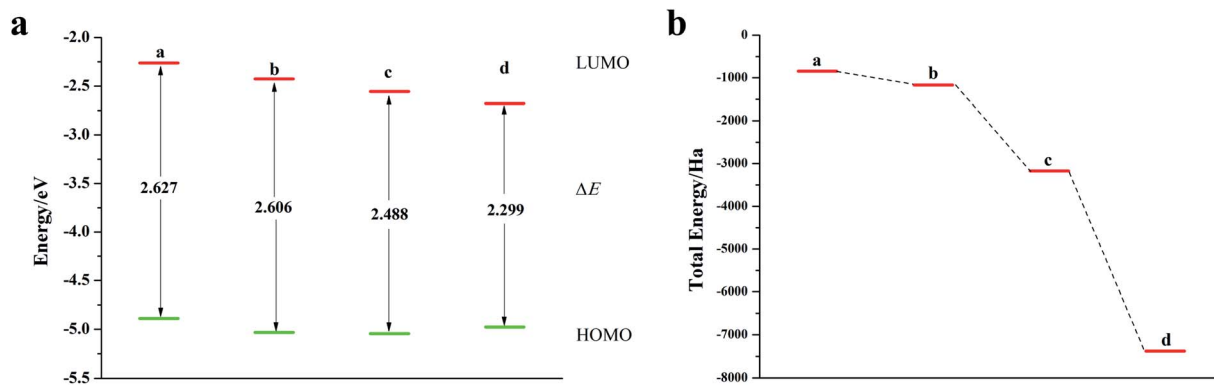 a
Energy/eV
-2.0
-2.5
-3.0
-3.5
-4.0
-4.5
-5.0
-5.5
a
b
c
d
LUMO
2.627
2.606
2.488
2.299
ΔE
HOMO
b
Total Energy/Ha
0
-1000
-2000
-3000
-4000
-5000
-6000
-7000
-8000
a
b
c
d